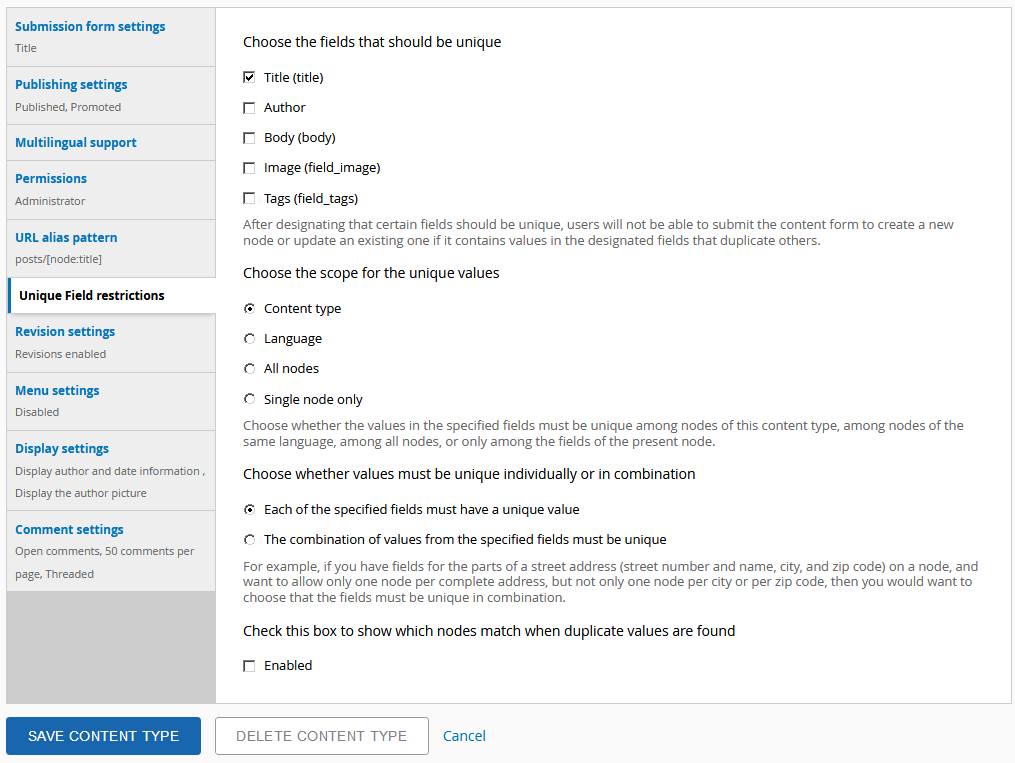 Submission form settings
Title
Publishing settings
Published, Promoted
Multilingual support
Permissions
Administrator
URL alias pattern
posts/[node:title]
Unique Field restrictions
Revision settings
Revisions enabled
Menu settings
Disabled
Display settings
Display author and date information ,
Display the author picture
Comment settings
Open comments, 50 comments per
page, Threaded
Choose the fields that should be unique
Title (title)
Author
Body (body)
Image (field_image)
Tags (field_tags)
After designating that certain fields should be unique, users will not be able to submit the content form to create a new
node or update an existing one if it contains values in the designated fields that duplicate others.
Choose the scope for the unique values
Content type
Language
All nodes
Single node only
Choose whether the values in the specified fields must be unique among nodes of this content type, among nodes of the
same language, among all nodes, or only among the fields of the present node.
Choose whether values must be unique individually or in combination
Each of the specified fields must have a unique value
The combination of values from the specified fields must be unique
For example, if you have fields for the parts of a street address (street number and name, city, and zip code) on a node, and
want to allow only one node per complete address, but not only one node per city or per zip code, then you would want to
choose that the fields must be unique in combination.
Check this box to show which nodes match when duplicate values are found
Enabled
SAVE CONTENT TYPE
DELETE CONTENT TYPE
Cancel